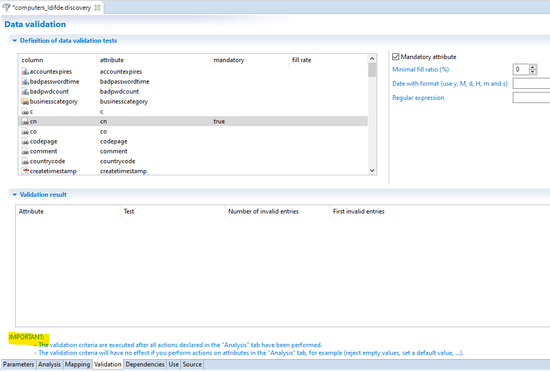 *computers_ldifde.discovery
Data validation
Definition of data validation tests
column attribute mandatory fill rate
accountexpires accountexpires
badpasswordtime badpasswordtime
badpwdcount badpwdcount
businesscategory businesscategory
c c
cn cn true
co co
codepage codepage
comment comment
countrycode countrycode
createtimestamp createtimestamp
Mandatory attribute
Minimal fill ratio (%) 0
Date with format (use y, M, d, H, m and s)
Regular expression
Validation result
Attribute Test Number of invalid entries First invalid entries
IMPORTANT:
- The validation criteria are executed after all actions declared in the "Analysis" tab have been performed.
- The validation criteria will have no effect if you perform actions on attributes in the "Analysis" tab, for example (reject empty values, set a default value, ...).
Parameters Analysis Mapping Validation Dependencies Use Source